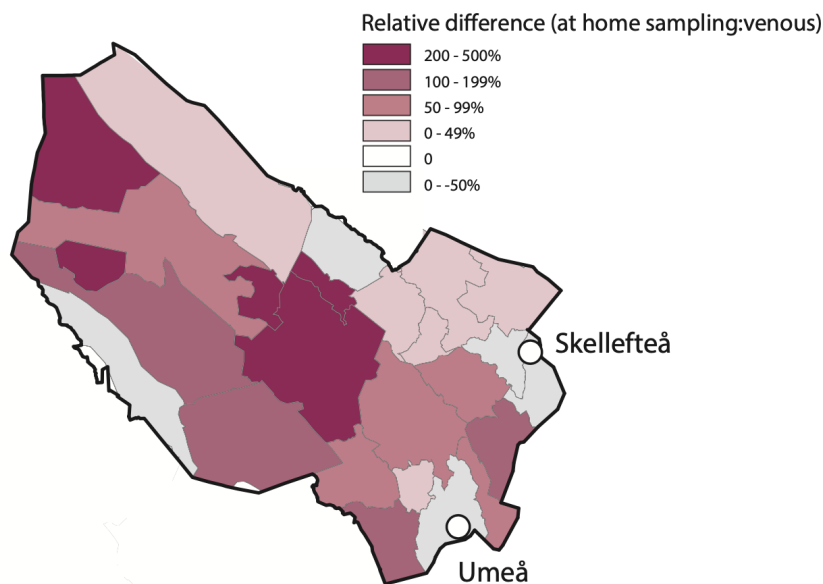 Relative difference (at home sampling:venous)
200 - 500%
100 - 199%
50 - 99%
0 - 49%
0
0 - -50%
Skellefteå
Umeå